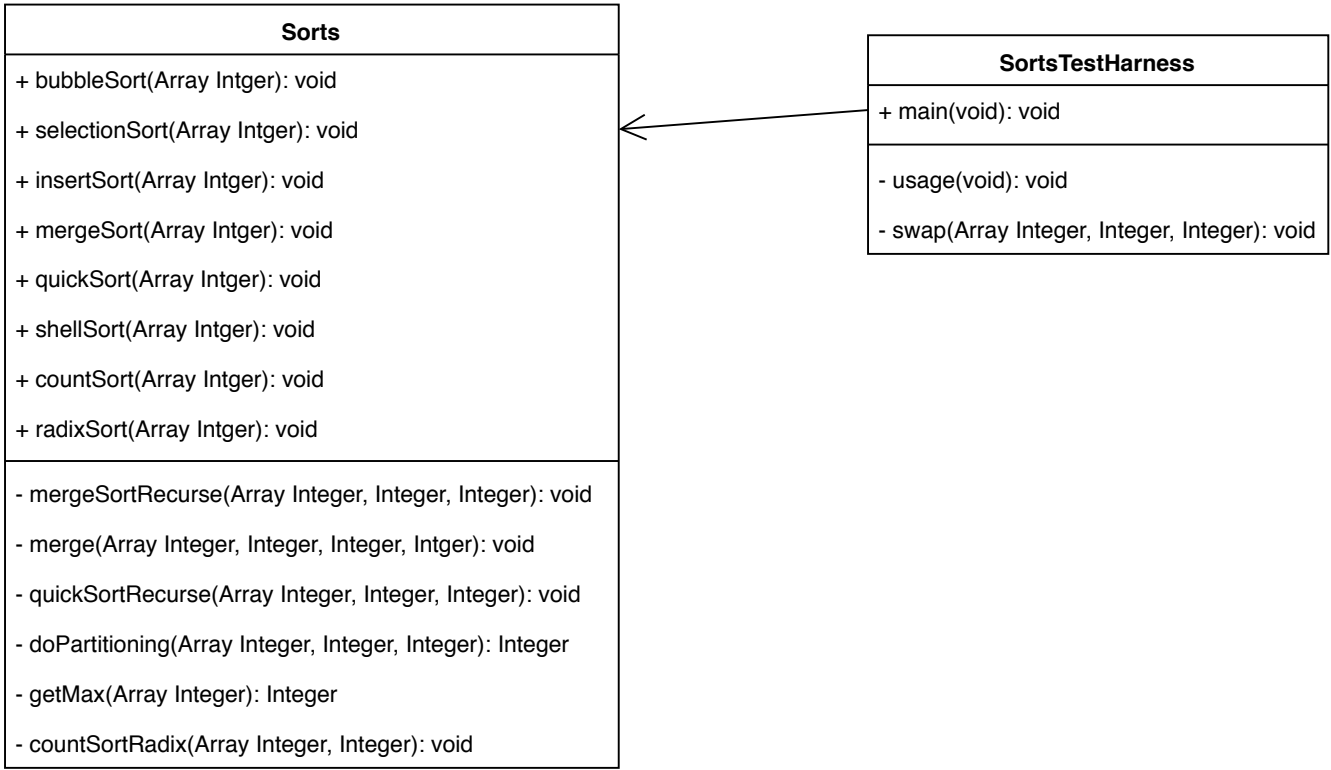 Sorts
+ bubbleSort(Array Intger): void
+ selectionSort(Array Intger): void
+ insertSort(Array Intger): void
+ mergeSort(Array Intger): void
+ quickSort(Array Intger): void
+ shellSort(Array Intger): void
+ countSort(Array Intger): void
+ radixSort(Array Intger): void
- mergeSortRecurse(Array Integer, Integer, Integer): void
- merge(Array Integer, Integer, Integer, Intger): void
- quickSortRecurse(Array Integer, Integer, Integer): void
- doPartitioning(Array Integer, Integer, Integer): Integer
- getMax(Array Integer): Integer
- countSortRadix(Array Integer, Integer): void
SortsTestHarness
+ main(void): void
- usage(void): void
- swap(Array Integer, Integer, Integer): void